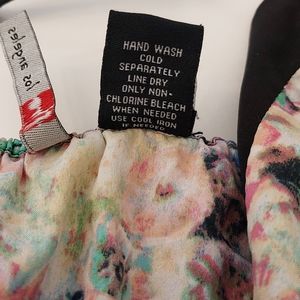 HAND WASH
COLD
SEPARATELY
LINE DRY
ONLY NON-
CHLORINE BLEACH
WHEN NEEDED
USE COOL IRON
IF NEEDED